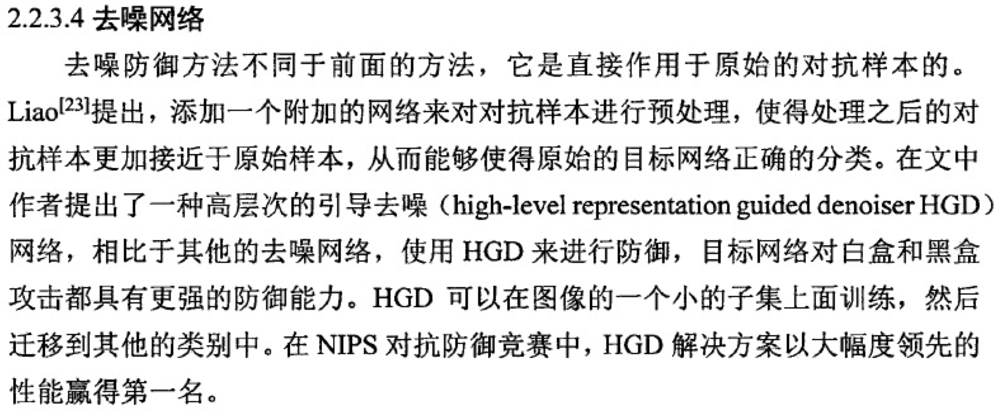 2.2.3.4 去噪网络
去噪防御方法不同于前面的方法，它是直接作用于原始的对抗样本的。
Liao[23]提出，添加一个附加的网络来对对抗样本进行预处理，使得处理之后的对
抗样本更加接近于原始样本，从而能够使得原始的目标网络正确的分类。在文中
作者提出了一种高层次的引导去噪（high-level representation guided denoiser HGD）
网络，相比于其他的去噪网络，使用 HGD 来进行防御，目标网络对白盒和黑盒
攻击都具有更强的防御能力。HGD 可以在图像的一个小的子集上面训练，然后
迁移到其他的类别中。在 NIPS 对抗防御竞赛中，HGD 解决方案以大幅度领先的
性能赢得第一名。